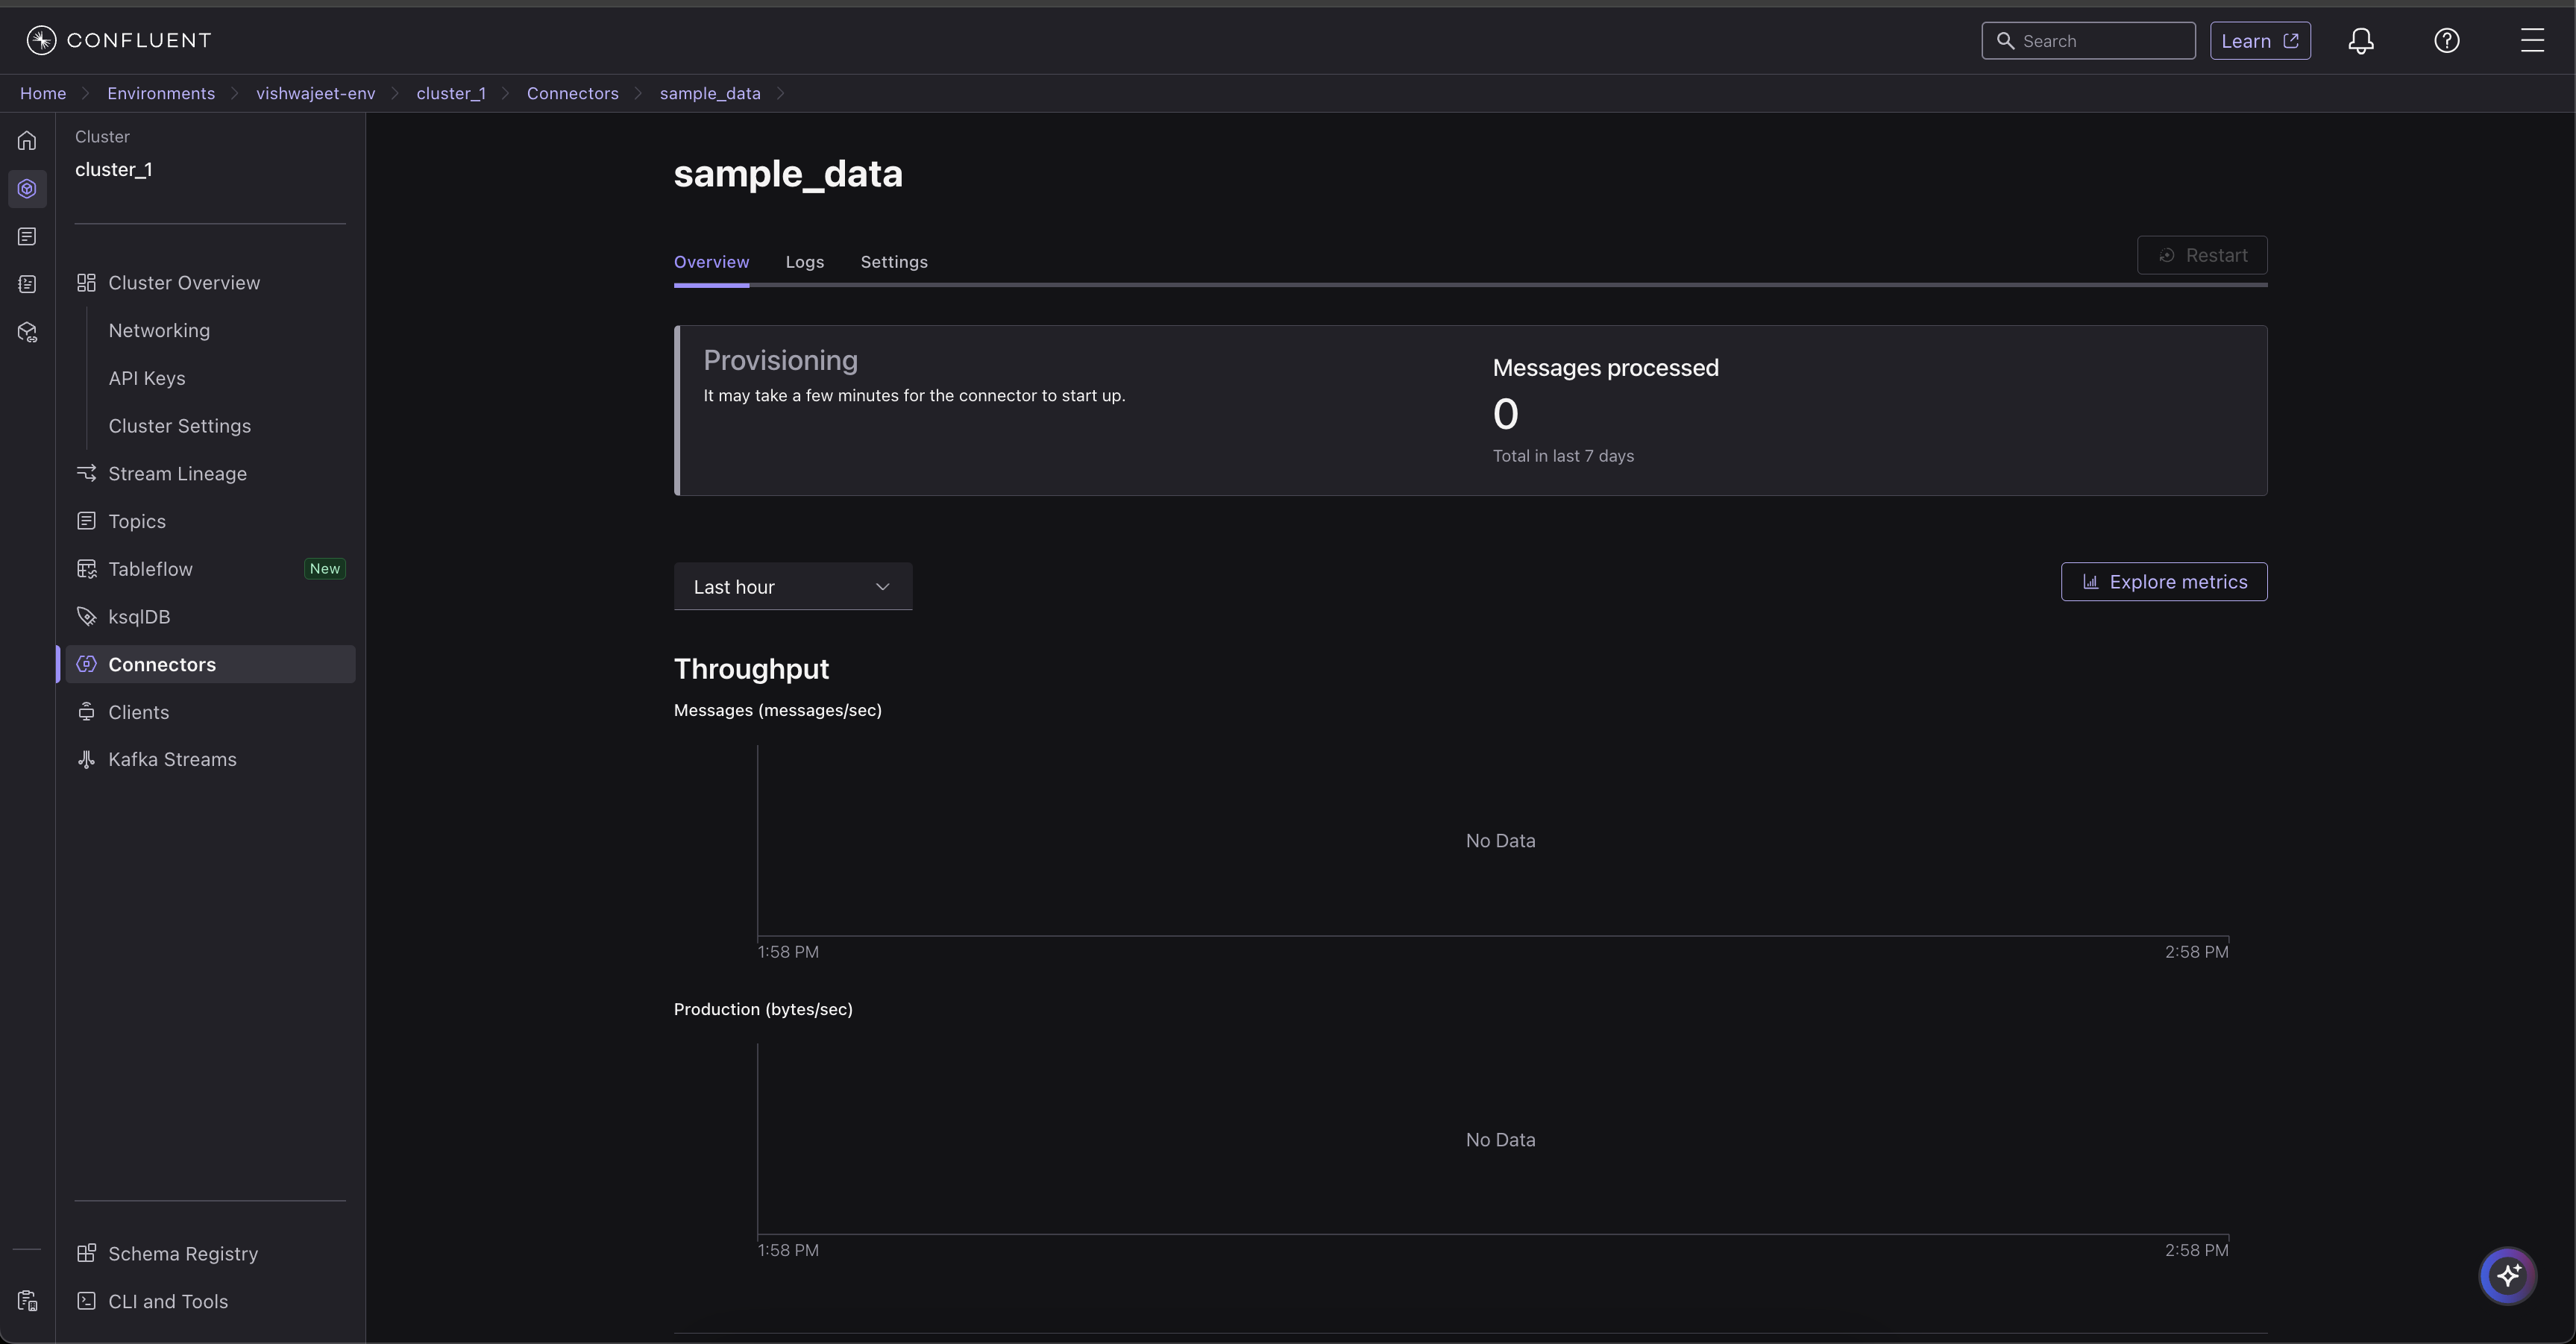 CONFLUENT
Search
Learn
Home
Environments
vishwajeet-env
cluster_1
Connectors
sample_data
Cluster
cluster_1
Cluster Overview
Networking
API Keys
Cluster Settings
Stream Lineage
Topics
Tableflow
New
ksqlDB
Connectors
Clients
Kafka Streams
Schema Registry
CLI and Tools
sample_data
Overview
Logs
Settings
Restart
Provisioning
It may take a few minutes for the connector to start up.
Messages processed
0
Total in last 7 days
Last hour
Explore metrics
Throughput
Messages (messages/sec)
No Data
1:58 PM
2:58 PM
Production (bytes/sec)
No Data
1:58 PM
2:58 PM